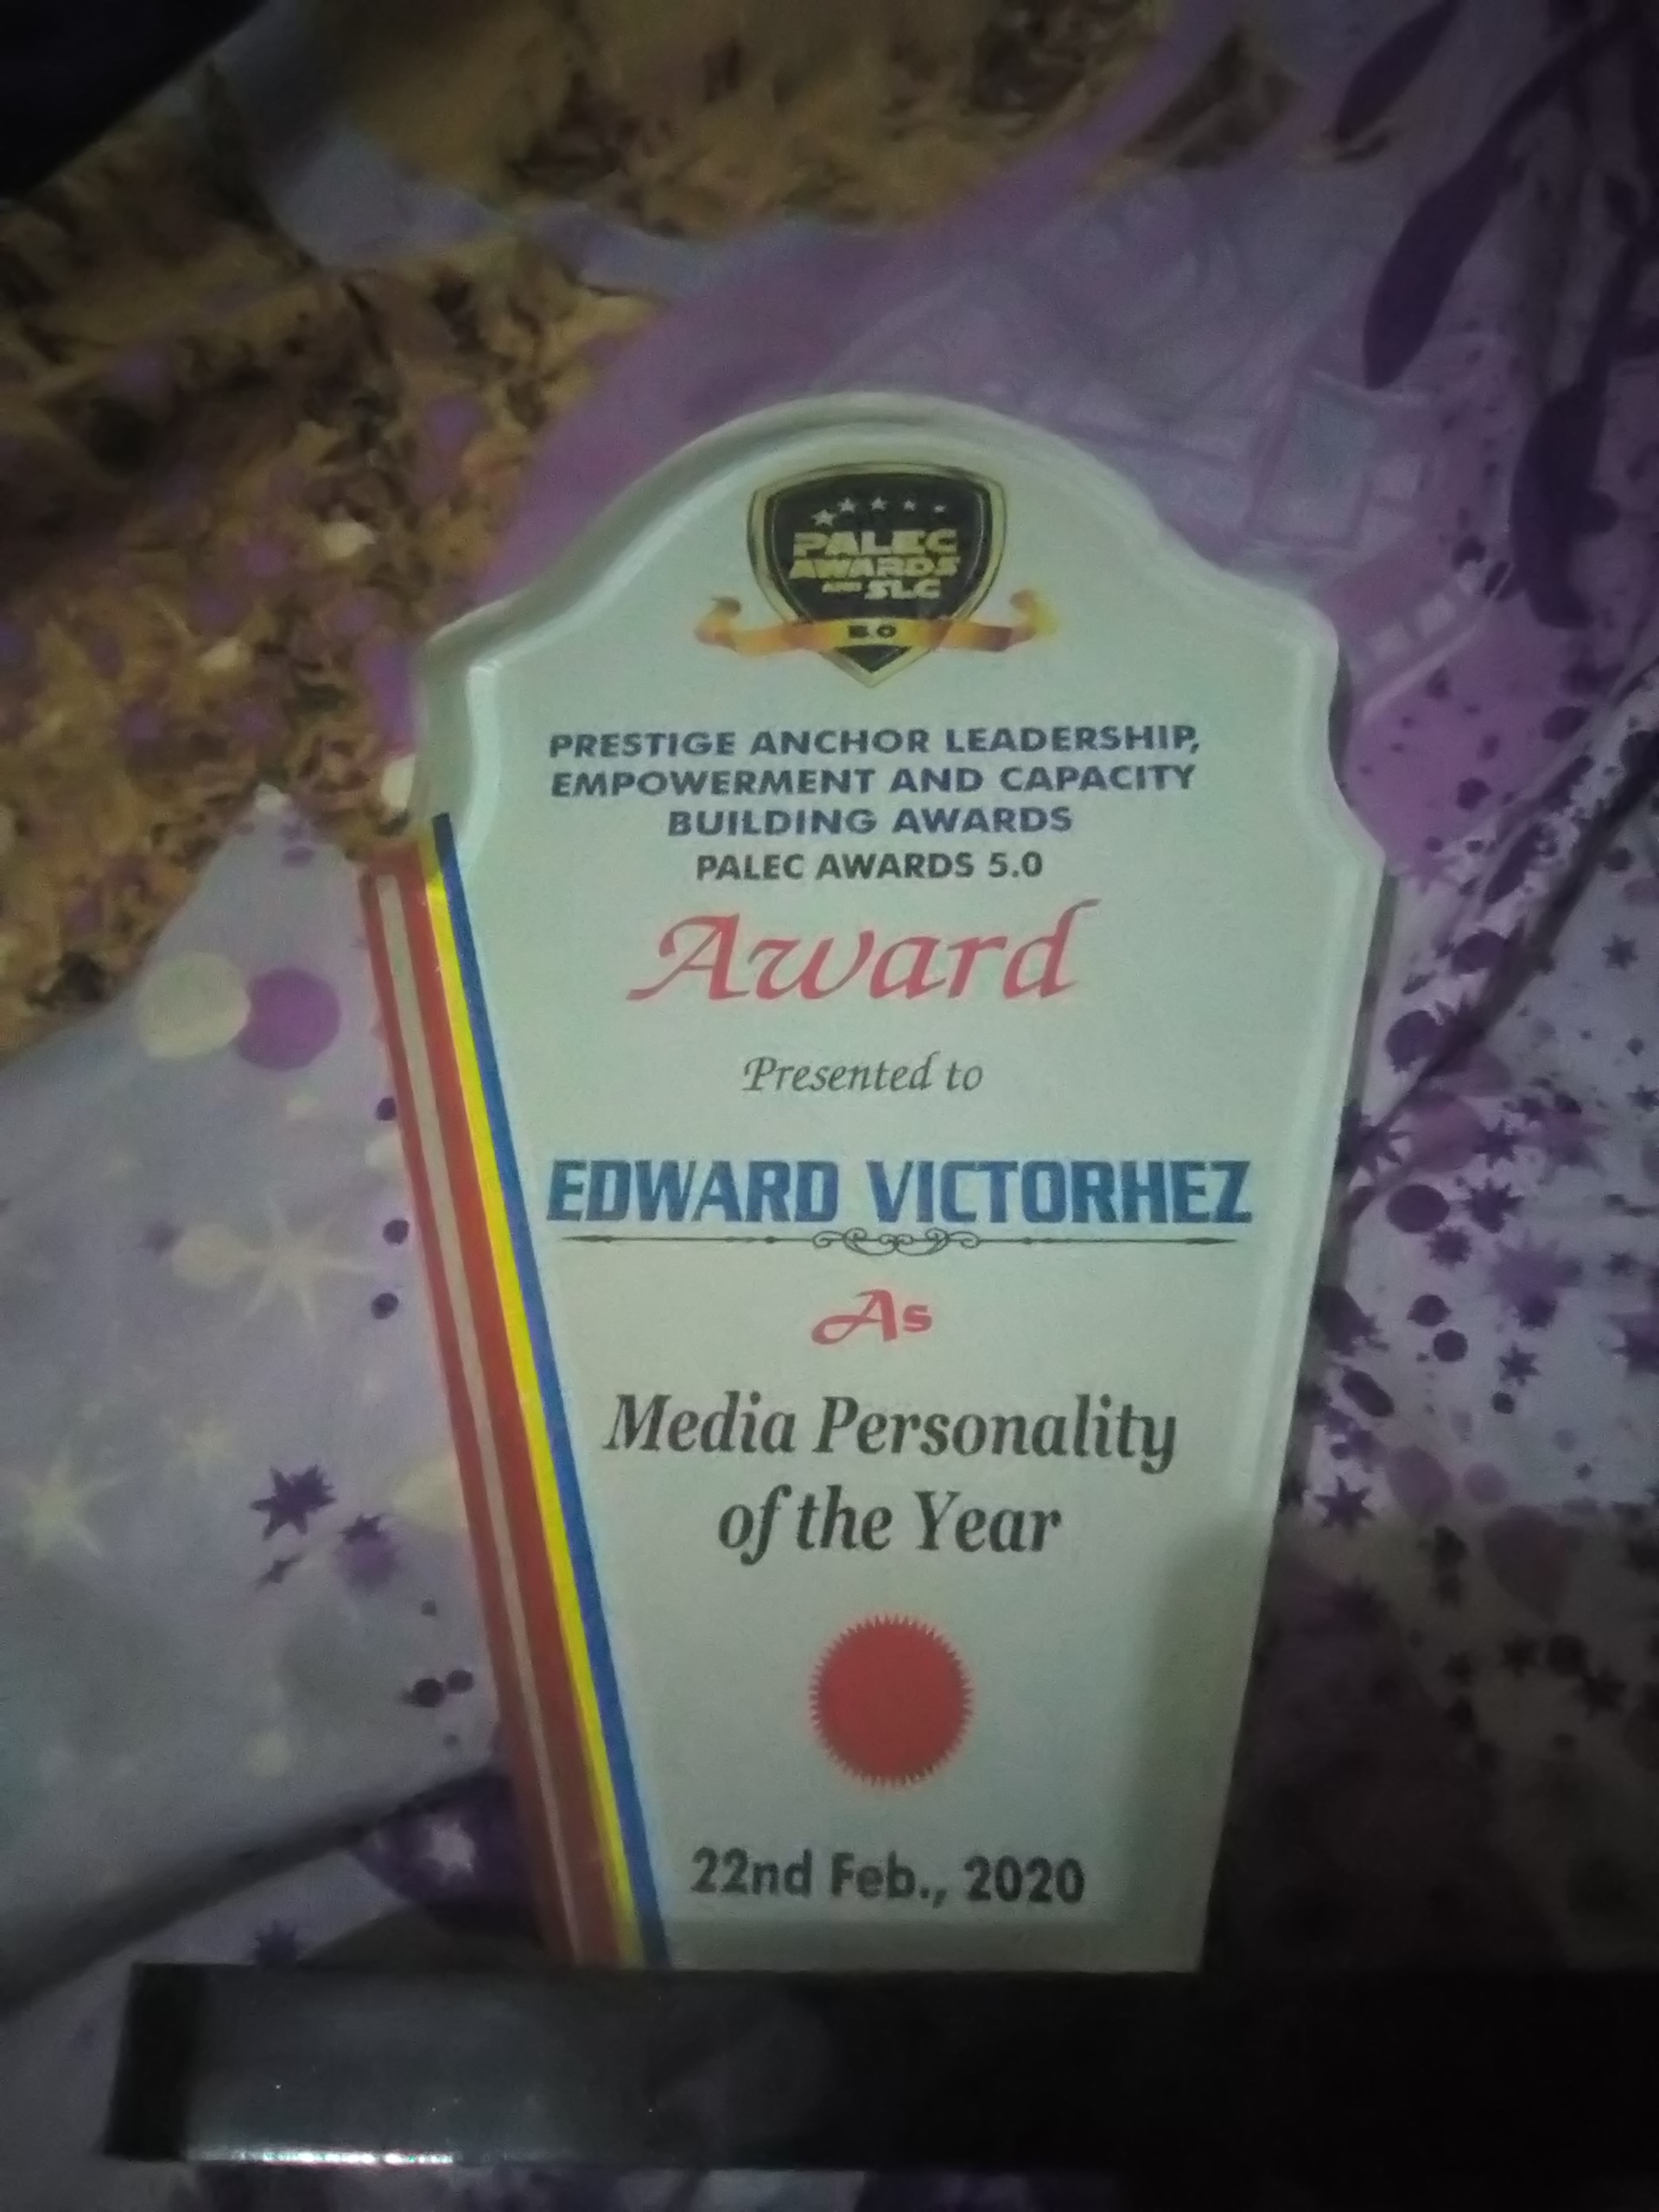 PALEC
AWARDS
AND SLC
5.0
PRESTIGE ANCHOR LEADERSHIP,
EMPOWERMENT AND CAPACITY
BUILDING AWARDS
PALEC AWARDS 5.0
Award
Presented to
EDWARD VICTORHEZ
As
Media Personality
of the Year
22nd Feb., 2020